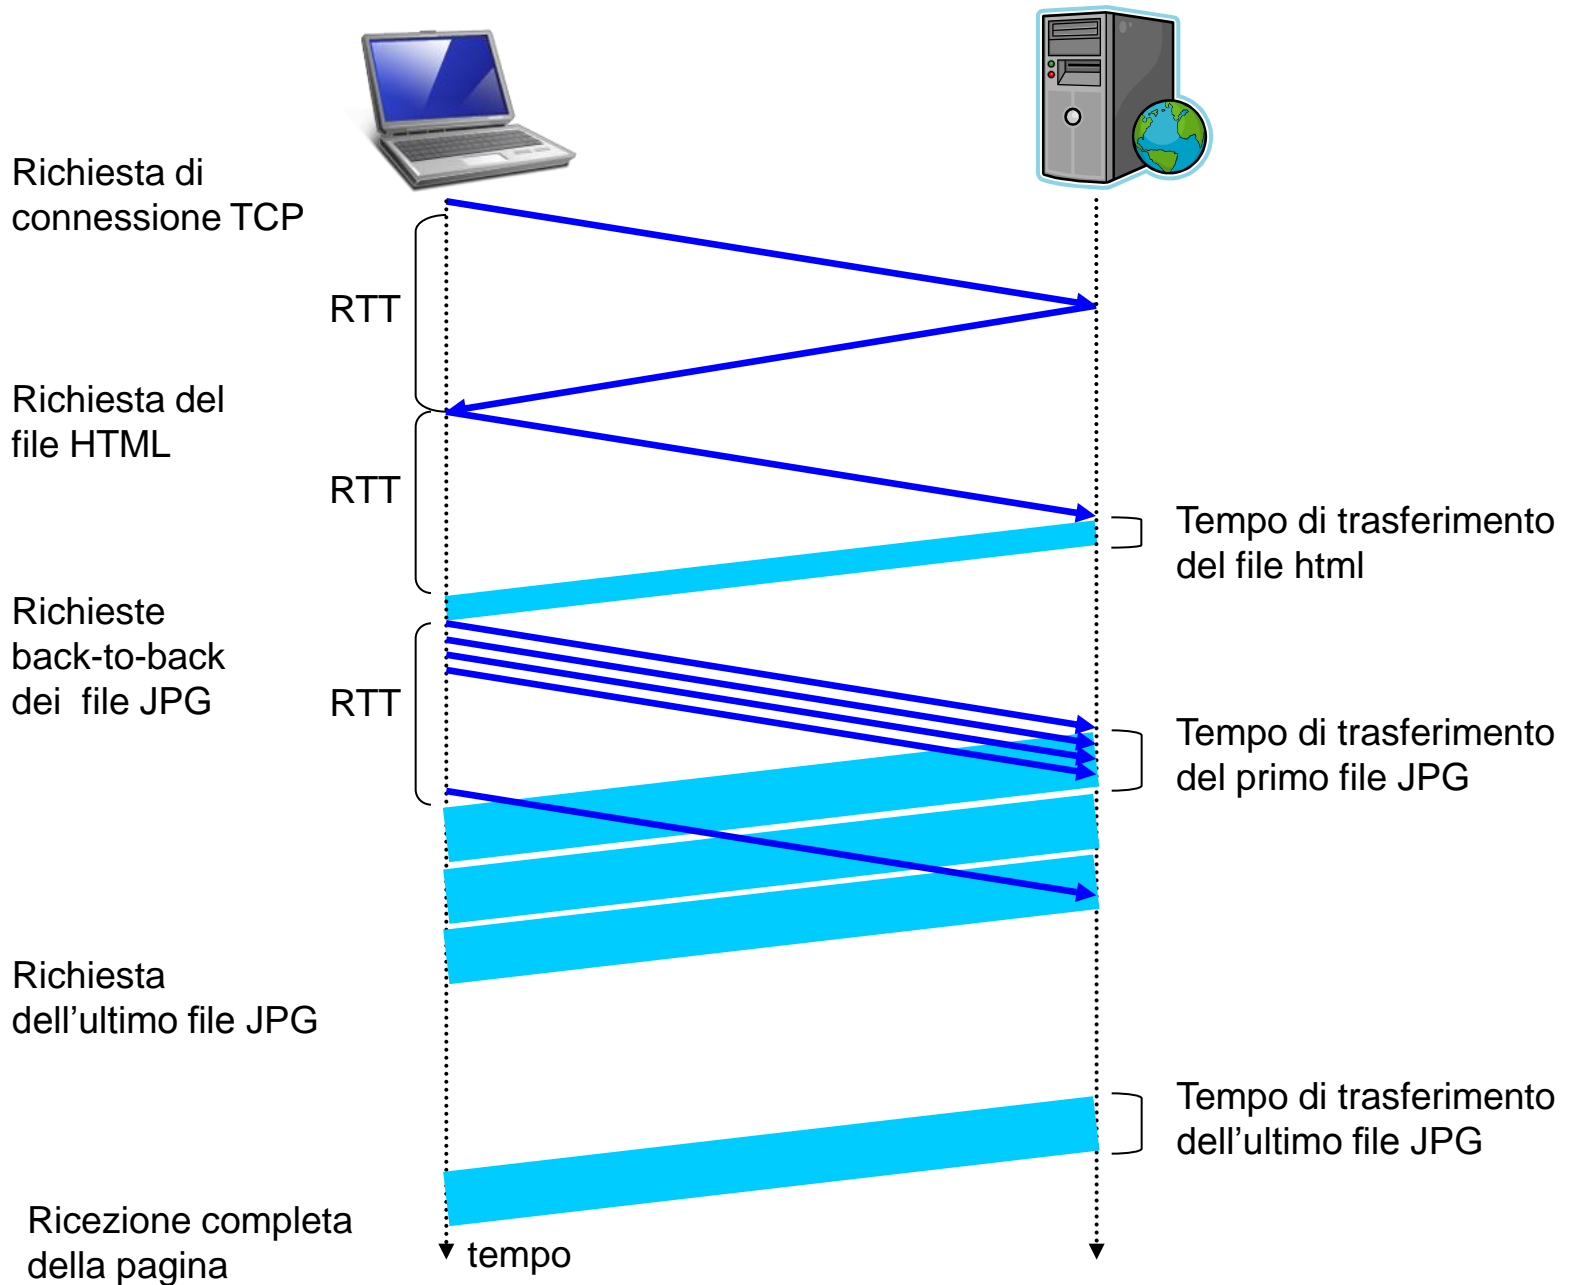 Richiesta di
connessione TCP
RTT
Richiesta del
file HTML
RTT
Tempo di trasferimento
del file html
Richieste
back-to-back
dei file JPG
RTT
Tempo di trasferimento
del primo file JPG
Richiesta
dell’ultimo file JPG
Tempo di trasferimento
dell’ultimo file JPG
Ricezione completa
della pagina
tempo